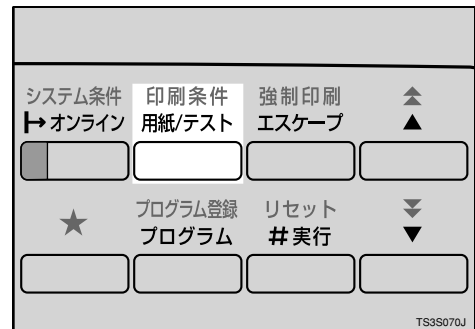 システム条件 印刷条件 強制印刷
オンライン 用紙/テスト エスケープ ▲
★ プログラム登録 リセット
プログラム #実行 ▼
TS3S070J